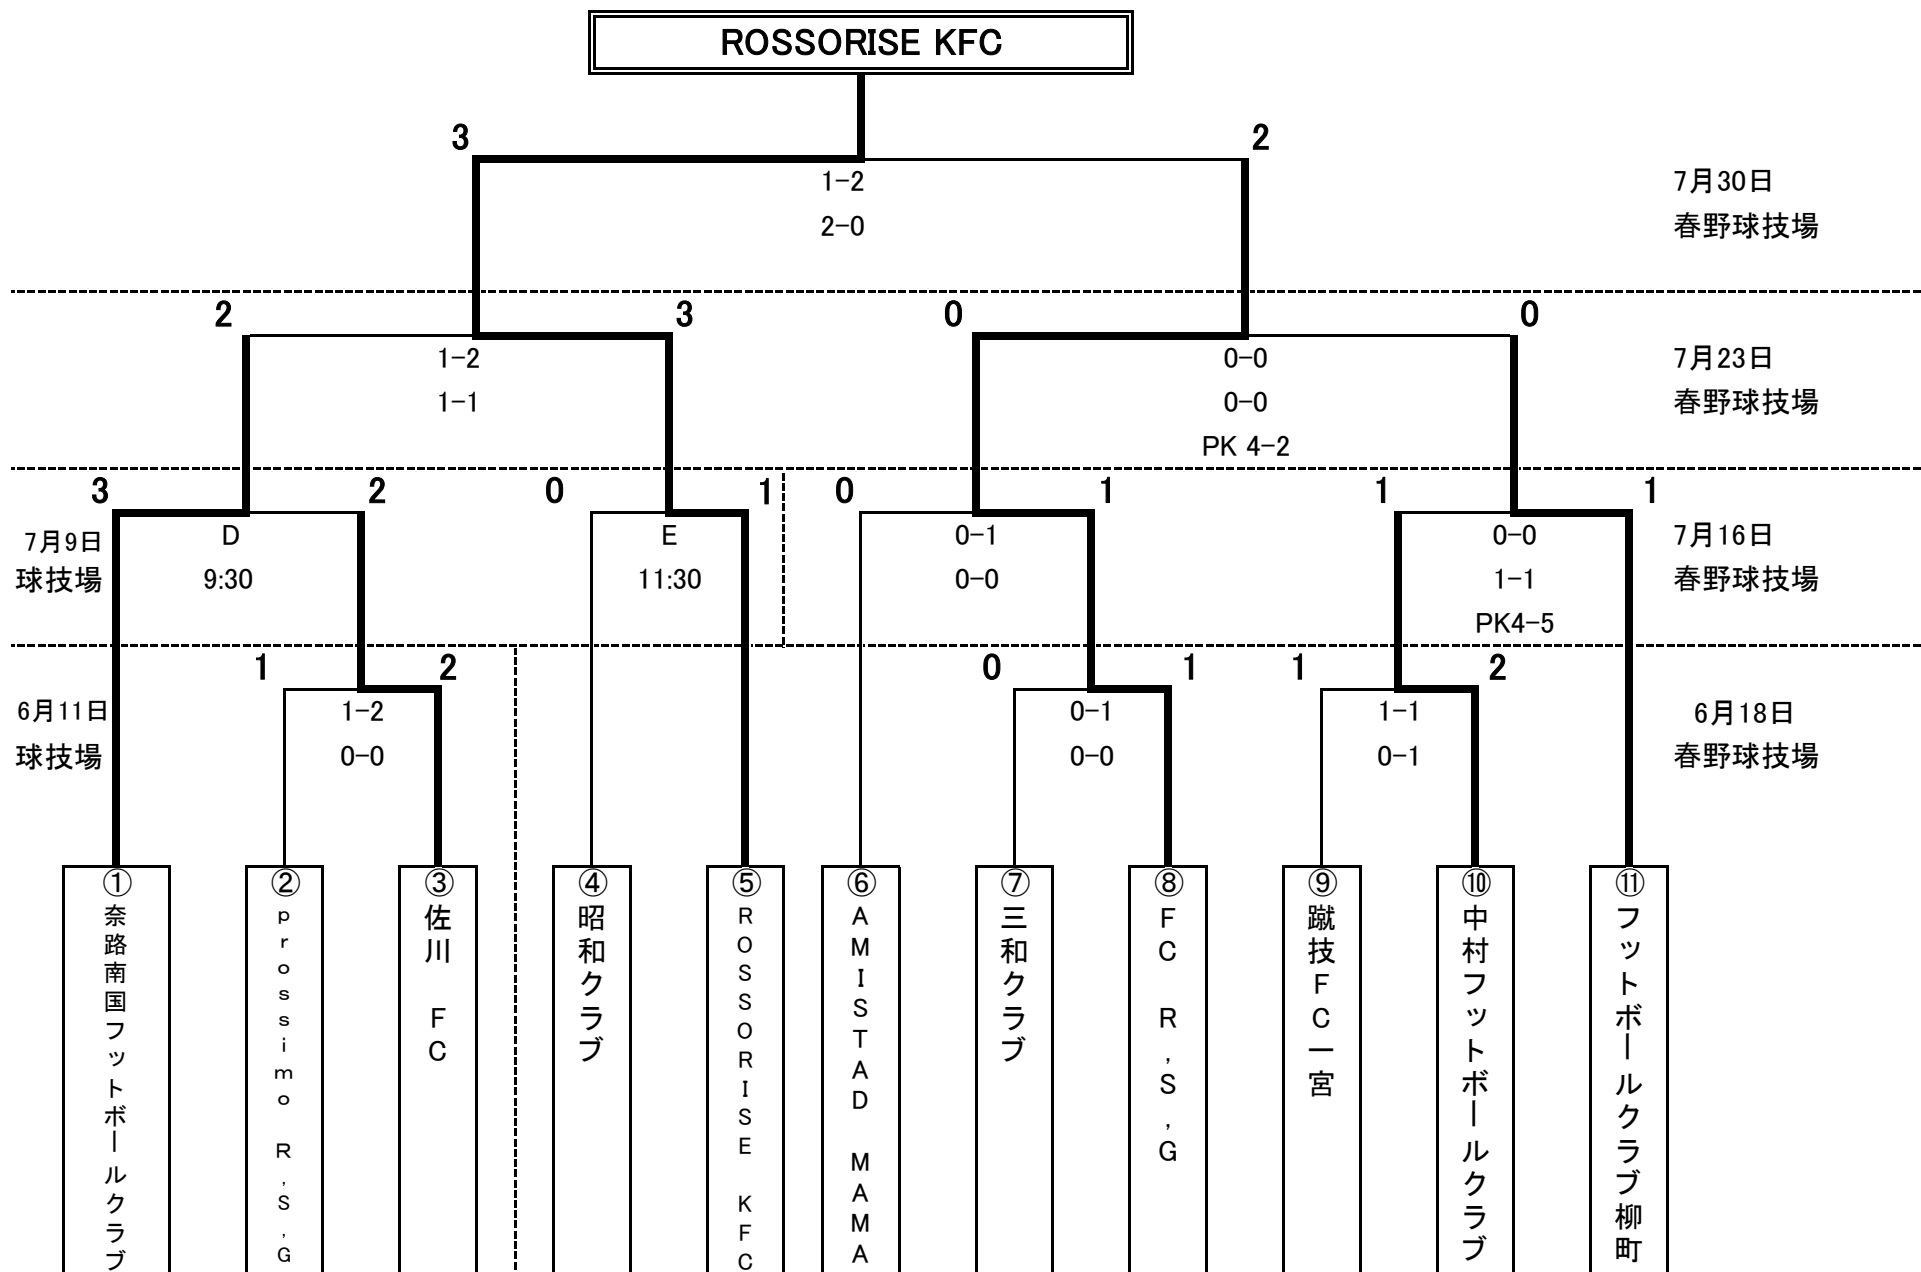 ROSSORISE KFC
3
2
1-2
7月30日
2-0
春野球技場
2
3
0
0
1-2
0-0
7月23日
1-1
0-0
春野球技場
PK 4-2
3
2
0
1
0
1
1
1
7月9日
D
E
0-1
0-0
7月16日
球技場
9:30
11:30
0-0
1-1
春野球技場
PK4-5
1
2
0
1
1
2
6月11日
1-2
0-1
1-1
6月18日
球技場
0-0
0-0
0-1
春野球技場
①奈路南国フットボールクラブ
②prossimo R,S,G
③佐川 FC
④昭和クラブ
⑤ROSSORISE KFC
⑥AMISTAD MAMA
⑦三和クラブ
⑧FC R,S,G
⑨蹴技FC一宮
⑩中村フットボールクラブ
⑪フットボールクラブ柳町